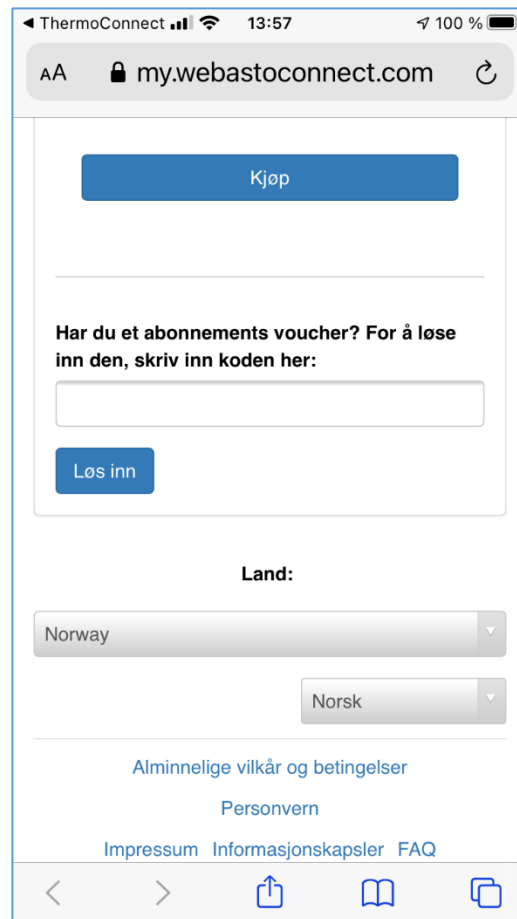 ThermoConnect 13:57 100 %
AA my.webastoconnect.com
Kjøp
Har du et abonnements voucher? For å løse
inn den, skriv inn koden her:
Løs inn
Land:
Norway
Norsk
Alminnelige vilkår og betingelser
Personvern
Impressum Informasjonskapsler FAQ